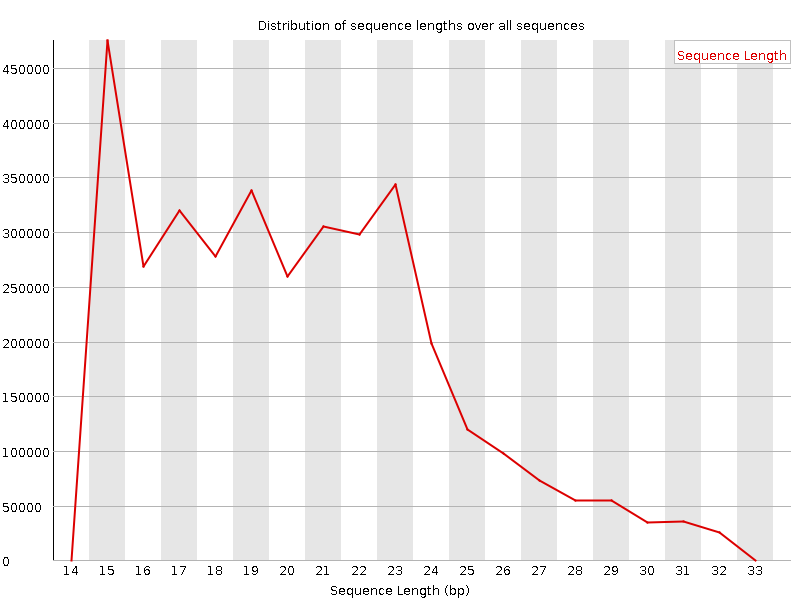 Distribution of sequence lengths over all sequences
Sequence Length
450000
400000
350000
300000
250000
200000
150000
100000
50000
0
14 15 16 17 18 19 20 21 22 23 24 25 26 27 28 29 30 31 32 33
Sequence Length (bp)